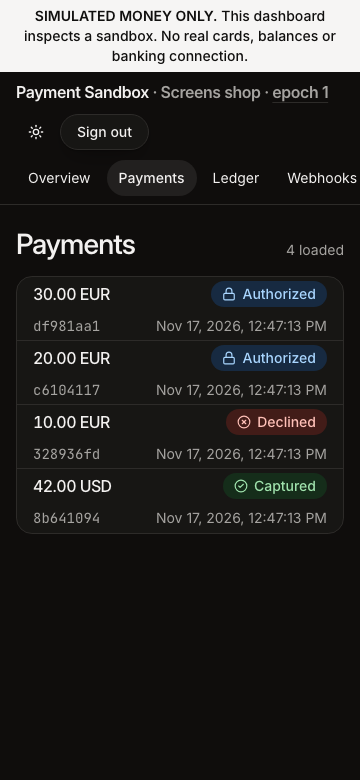 SIMULATED MONEY ONLY. This dashboard
inspects a sandbox. No real cards, balances or
banking connection.
Payment Sandbox · Screens shop · epoch 1
Sign out
Overview Payments Ledger Webhooks
Payments
4 loaded
30.00 EUR Authorized
df981aa1 Nov 17, 2026, 12:47:13 PM
20.00 EUR Authorized
c6104117 Nov 17, 2026, 12:47:13 PM
10.00 EUR Declined
328936fd Nov 17, 2026, 12:47:13 PM
42.00 USD Captured
8b641094 Nov 17, 2026, 12:47:13 PM